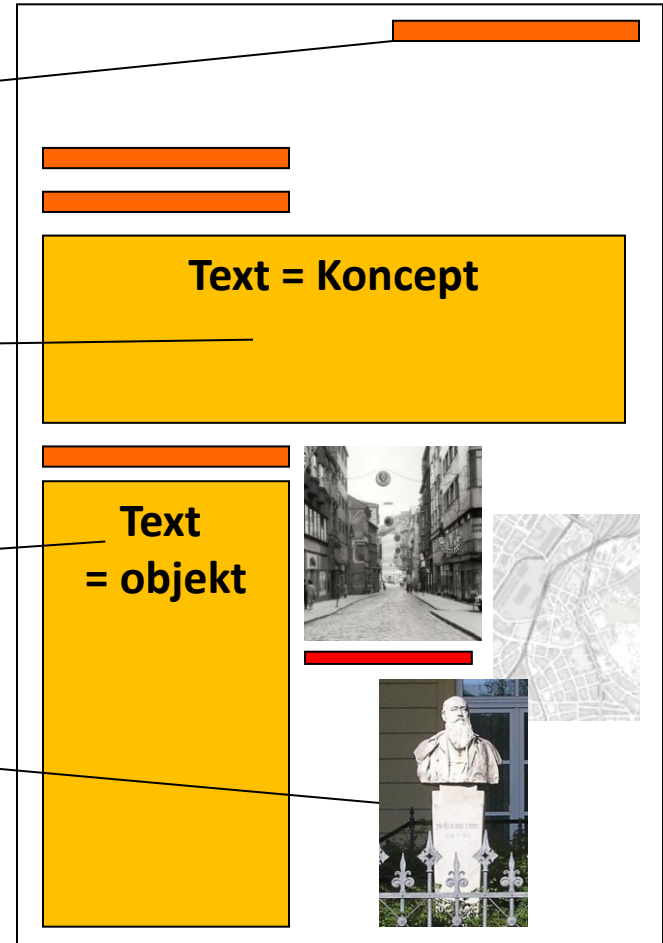 Text = Koncept
Text
= objekt